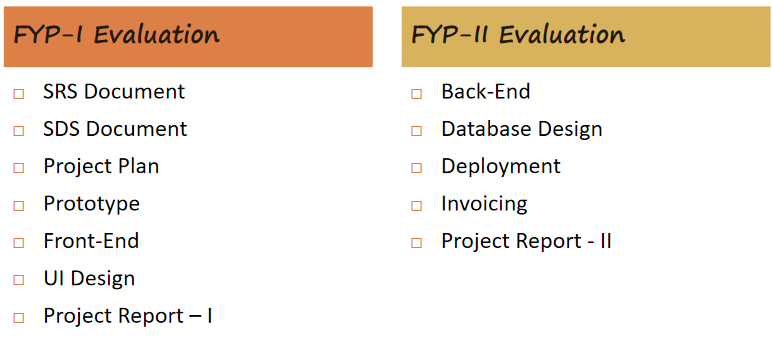 FYP-I Evaluation
SRS Document
SDS Document
Project Plan
Prototype
Front-End
UI Design
Project Report – I
FYP-II Evaluation
Back-End
Database Design
Deployment
Invoicing
Project Report - II